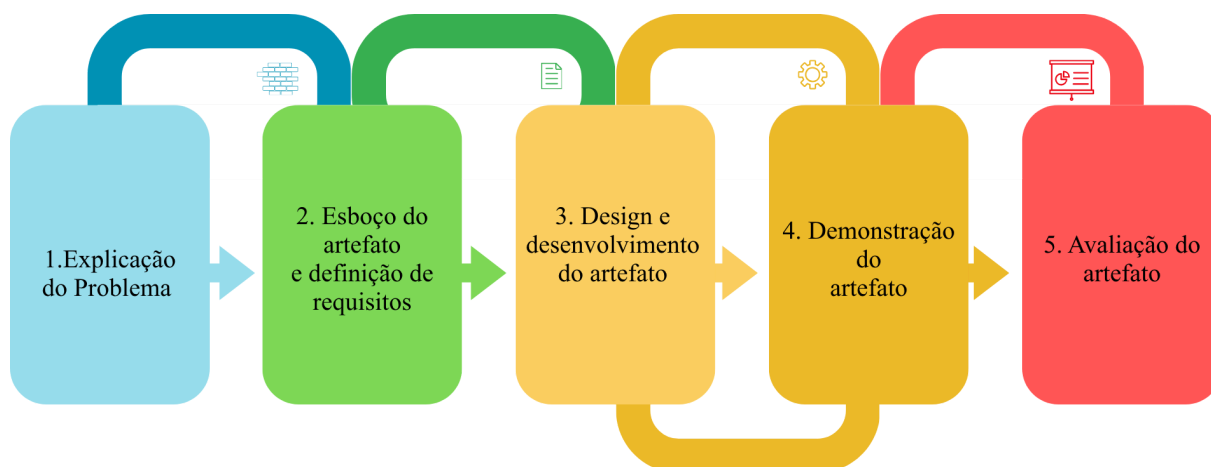 1.Explicação
do Problema
2. Esboço do
artefato
e definição de
requisitos
3. Design e
desenvolvimento
do artefato
4. Demonstração
do
artefato
5. Avaliação do
artefato